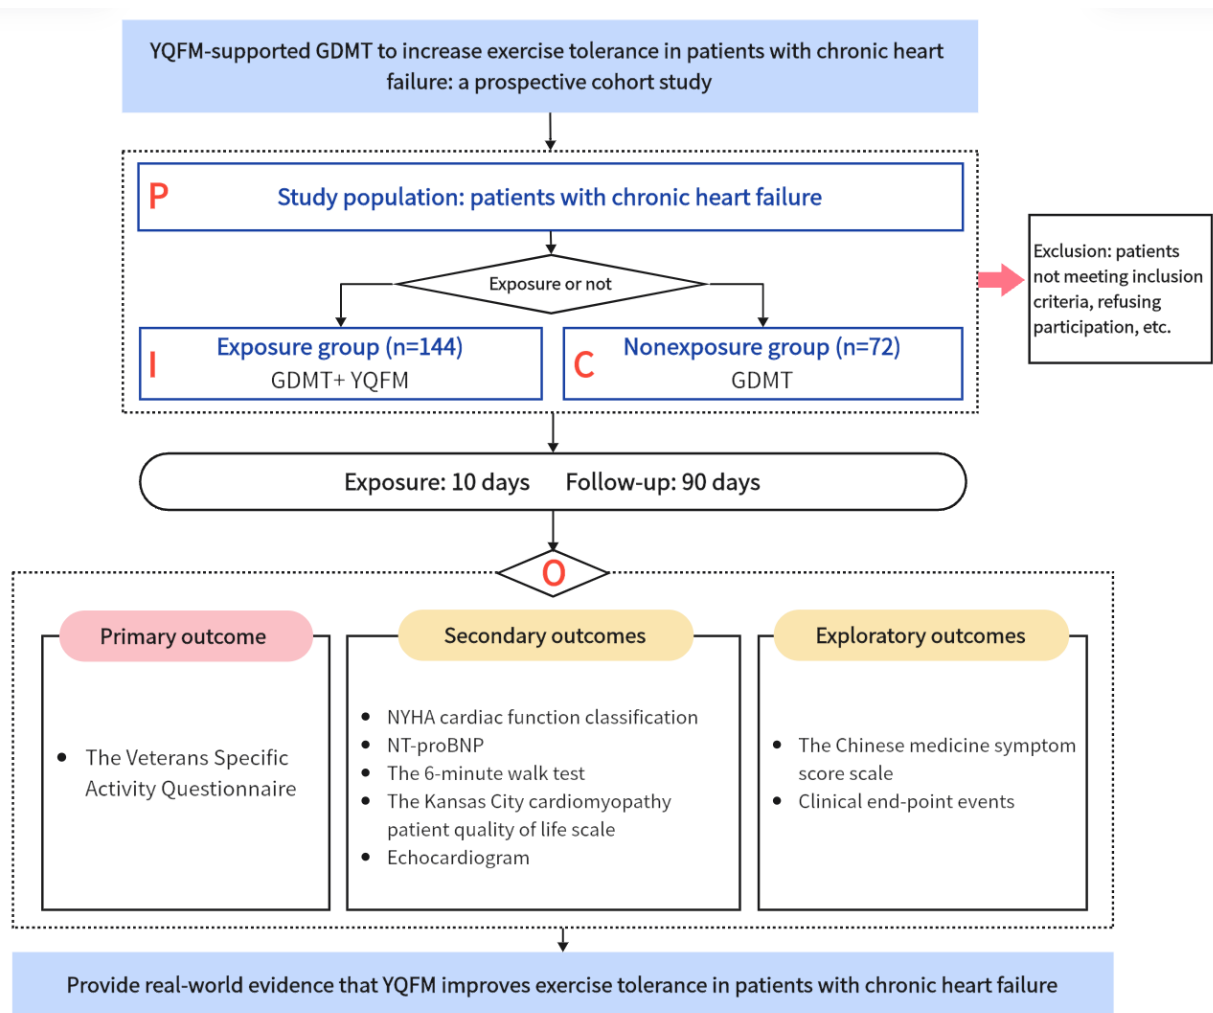 YQFM-supported GDMT to increase exercise tolerance in patients with chronic heart
failure: a prospective cohort study
P
Study population: patients with chronic heart failure
Exposure or not
Exclusion: patients
not meeting inclusion
criteria, refusing
participation, etc.
I
Exposure group (n=144)
GDMT+ YQFM
C
Nonexposure group (n=72)
GDMT
Exposure: 10 days Follow-up: 90 days
O
Primary outcome
• The Veterans Specific
Activity Questionnaire
Secondary outcomes
• NYHA cardiac function classification
• NT-proBNP
• The 6-minute walk test
• The Kansas City cardiomyopathy
patient quality of life scale
• Echocardiogram
Exploratory outcomes
• The Chinese medicine symptom
score scale
• Clinical end-point events
Provide real-world evidence that YQFM improves exercise tolerance in patients with chronic heart failure